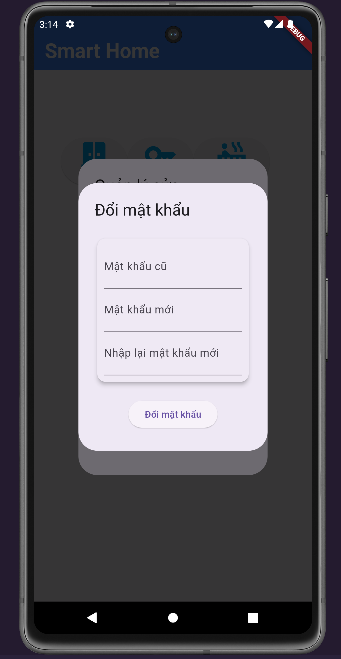 3:14
DEBUG
Smart Home
Đổi mật khẩu
Mật khẩu cũ
Mật khẩu mới
Nhập lại mật khẩu mới
Đổi mật khẩu